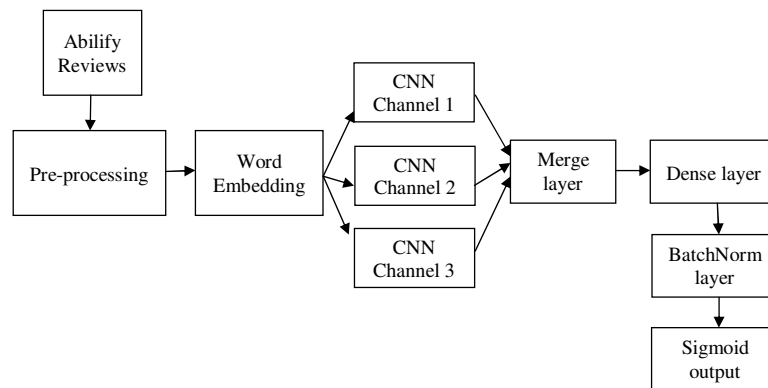 Abilify
Reviews
Pre-processing
Word
Embedding
CNN
Channel 1
CNN
Channel 2
CNN
Channel 3
Merge
layer
Dense layer
BatchNorm
layer
Sigmoid
output